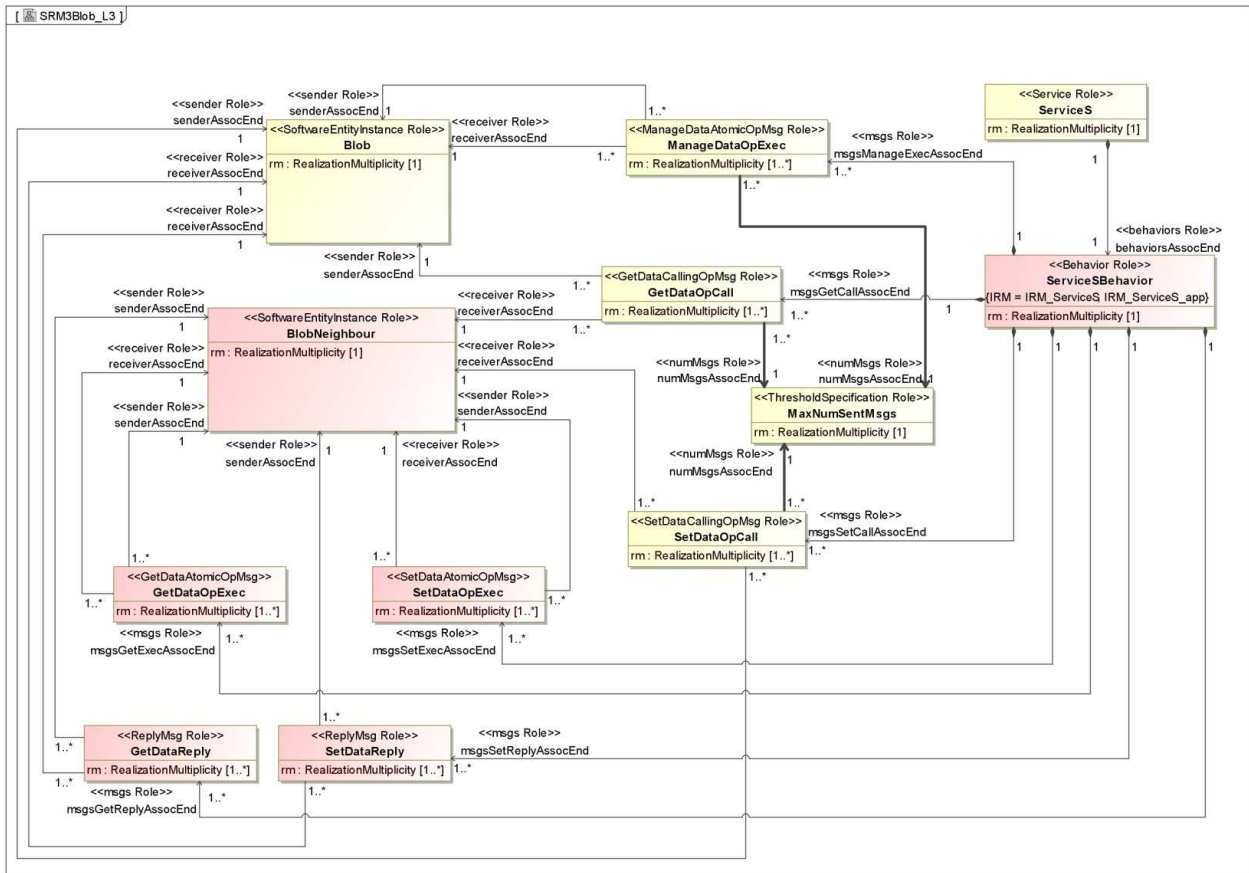 [ SRM3Blob_L3 ]
<<sender Role>>
senderAssocEnd
1
1..*
<<sender Role>>
senderAssocEnd
1
<<receiver Role>>
receiverAssocEnd
1
1..*
<<receiver Role>>
receiverAssocEnd
1
<<receiver Role>>
receiverAssocEnd
1
<<SoftwareEntityInstance Role>>
Blob
rm : RealizationMultiplicity [1]
<<ManageDataAtomicOpMsg Role>>
ManageDataOpExec
rm : RealizationMultiplicity [1..*]
1..*
<<msgs Role>>
msgsManageExecAssocEnd
1..*
1
<<Service Role>>
ServiceS
rm : RealizationMultiplicity [1]
1
1
<<behaviors Role>>
behaviorsAssocEnd
<<Behavior Role>>
ServiceSBehavior
{IRM = IRM_ServiceS, IRM_ServiceS_app}
rm : RealizationMultiplicity [1]
<<sender Role>>
senderAssocEnd
1
1..*
<<GetDataCallingOpMsg Role>>
GetDataOpCall
rm : RealizationMultiplicity [1..*]
<<msgs Role>>
msgsGetCallAssocEnd
1..*
1
<<sender Role>>
senderAssocEnd
1
<<receiver Role>>
receiverAssocEnd
1
<<sender Role>>
senderAssocEnd
1
<<SoftwareEntityInstance Role>>
BlobNeighbour
rm : RealizationMultiplicity [1]
<<receiver Role>>
receiverAssocEnd
1
1..*
<<receiver Role>>
receiverAssocEnd
1
<<sender Role>>
senderAssocEnd
1
1..*
<<numMsgs Role>>
numMsgsAssocEnd
1
<<numMsgs Role>>
numMsgsAssocEnd
1
1
1
1
1
1
<<ThresholdSpecification Role>>
MaxNumSentMsgs
rm : RealizationMultiplicity [1]
<<sender Role>>
senderAssocEnd
1
<<receiver Role>>
receiverAssocEnd
1
<<numMsgs Role>>
numMsgsAssocEnd
1
1..*
1..*
<<SetDataCallingOpMsg Role>>
SetDataOpCall
rm : RealizationMultiplicity [1..*]
<<msgs Role>>
msgsSetCallAssocEnd
1..*
1..*
1..*
1..*
<<GetDataAtomicOpMsg>>
GetDataOpExec
rm : RealizationMultiplicity [1..*]
1..*
<<msgs Role>>
msgsGetExecAssocEnd
1..*
<<SetDataAtomicOpMsg>>
SetDataOpExec
rm : RealizationMultiplicity [1..*]
1..*
<<msgs Role>>
msgsSetExecAssocEnd
1..*
1..*
<<ReplyMsg Role>>
GetDataReply
rm : RealizationMultiplicity [1..*]
1..*
1..*
<<msgs Role>>
msgsGetReplyAssocEnd
1..*
<<ReplyMsg Role>>
SetDataReply
rm : RealizationMultiplicity [1..*]
1..*
<<msgs Role>>
msgsSetReplyAssocEnd
1..*